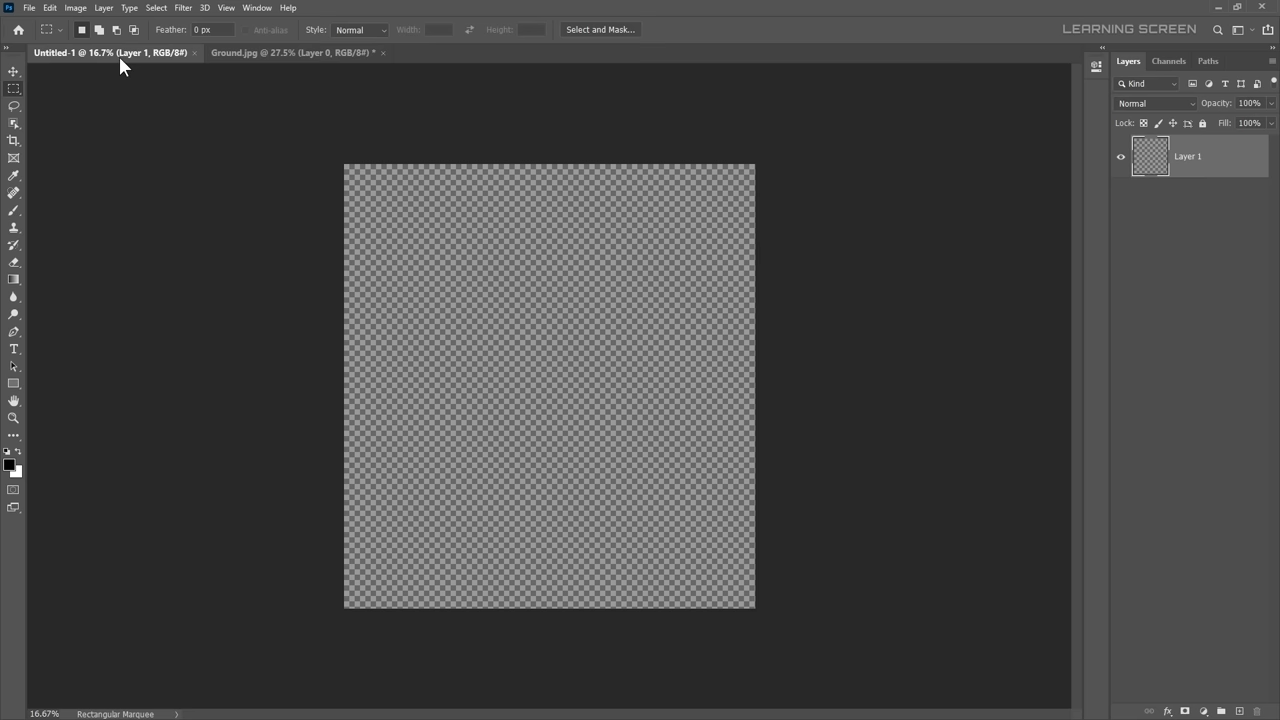 Ps File Edit Image Layer Type Select Filter 3D View Window Help
Feather: 0 px Anti-alias Style: Normal Width: Height: Select and Mask... LEARNING SCREEN
Untitled-1 @ 16.7% (Layer 1, RGB/8#) × Ground.jpg @ 27.5% (Layer 0, RGB/8#) * ×
Layers Channels Paths
Kind
Normal Opacity: 100%
Lock: Fill: 100%
Layer 1
16.67% Rectangular Marquee